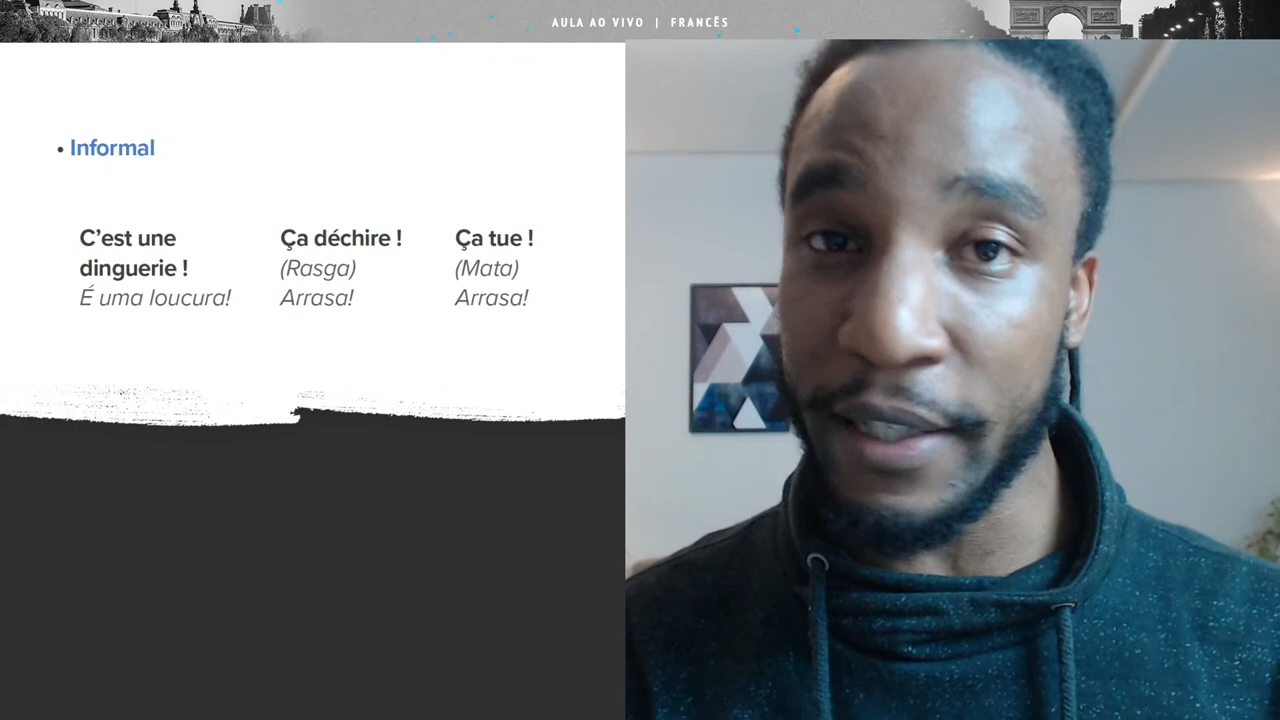 AULA AO VIVO | FRANCÊS
• Informal
C’est une
dinguerie !
É uma loucura!
Ça déchire !
(Rasga)
Arrasa!
Ça tue !
(Mata)
Arrasa!